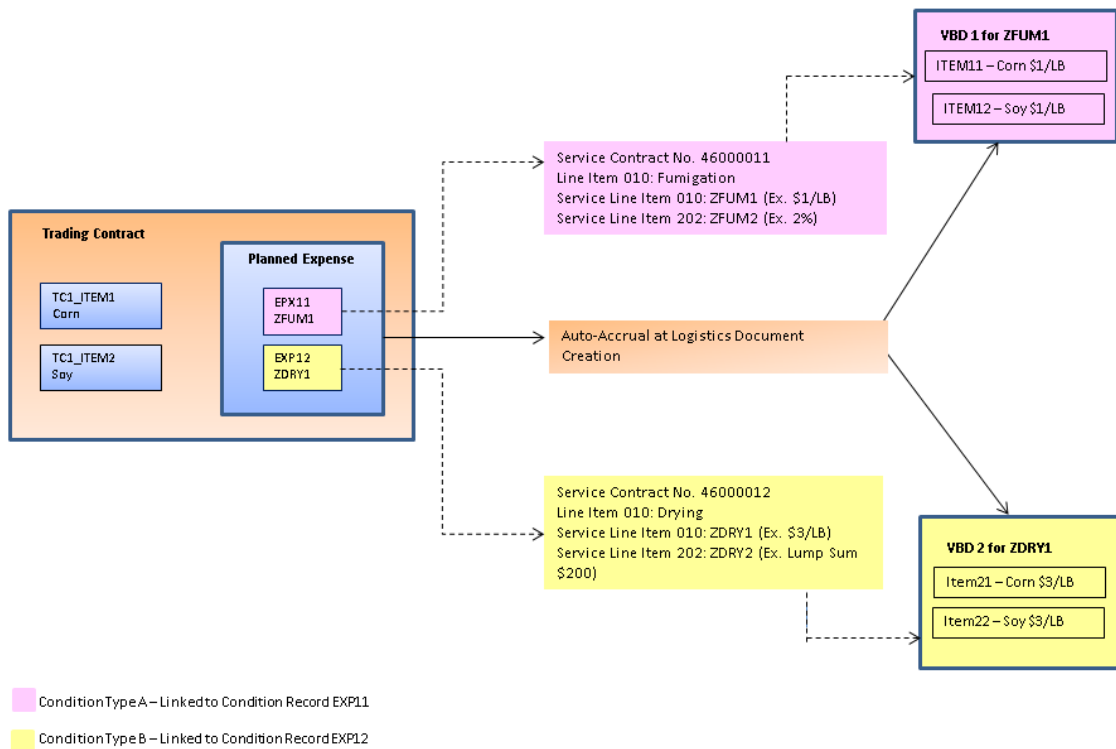 VBD 1 for ZFUM1
ITEM11 – Corn $1/LB
ITEM12 – Soy $1/LB
Service Contract No. 46000011
Line Item 010: Fumigation
Service Line Item 010: ZFUM1 (Ex. $1/LB)
Service Line Item 202: ZFUM2 (Ex. 2%)
Trading Contract
Planned Expense
TC1_ITEM1
Corn
EPX11
ZFUM1
TC1_ITEM2
Soy
EXP12
ZDRY1
Auto-Accrual at Logistics Document
Creation
Service Contract No. 46000012
Line Item 010: Drying
Service Line Item 010: ZDRY1 (Ex. $3/LB)
Service Line Item 202: ZDRY2 (Ex. Lump Sum
$200)
VBD 2 for ZDRY1
Item21 – Corn $3/LB
Item22 – Soy $3/LB
Condition Type A – Linked to Condition Record EXP11
Condition Type B – Linked to Condition Record EXP12